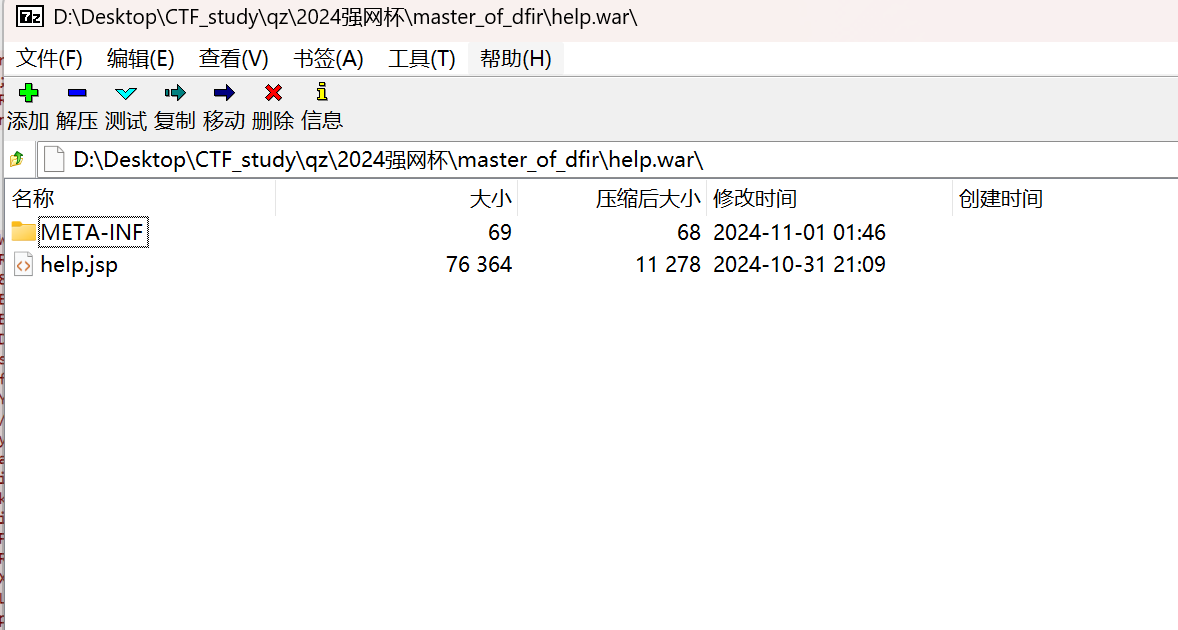 D:\Desktop\CTF_study\qz\2024强网杯\master_of_dfir\help.war\
文件(F) 编辑(E) 查看(V) 书签(A) 工具(T) 帮助(H)
添加 解压 测试 复制 移动 删除 信息
D:\Desktop\CTF_study\qz\2024强网杯\master_of_dfir\help.war\
名称 大小 压缩后大小 修改时间 创建时间
META-INF 69 68 2024-11-01 01:46
help.jsp 76 364 11 278 2024-10-31 21:09